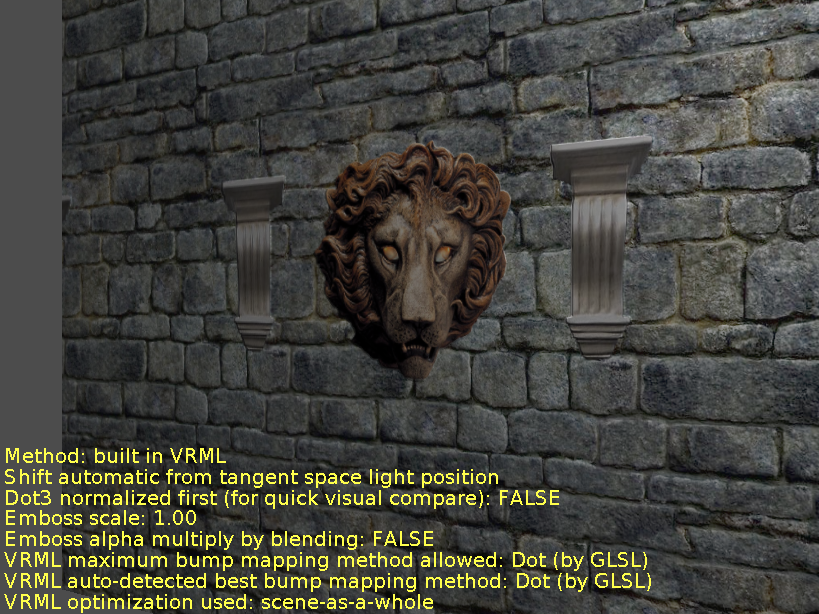 Method: built in VRML
Shift automatic from tangent space light position
Dot3 normalized first (for quick visual compare): FALSE
Emboss scale: 1.00
Emboss alpha multiply by blending: FALSE
VRML maximum bump mapping method allowed: Dot (by GLSL)
VRML auto-detected best bump mapping method: Dot (by GLSL)
VRML optimization used: scene-as-a-whole